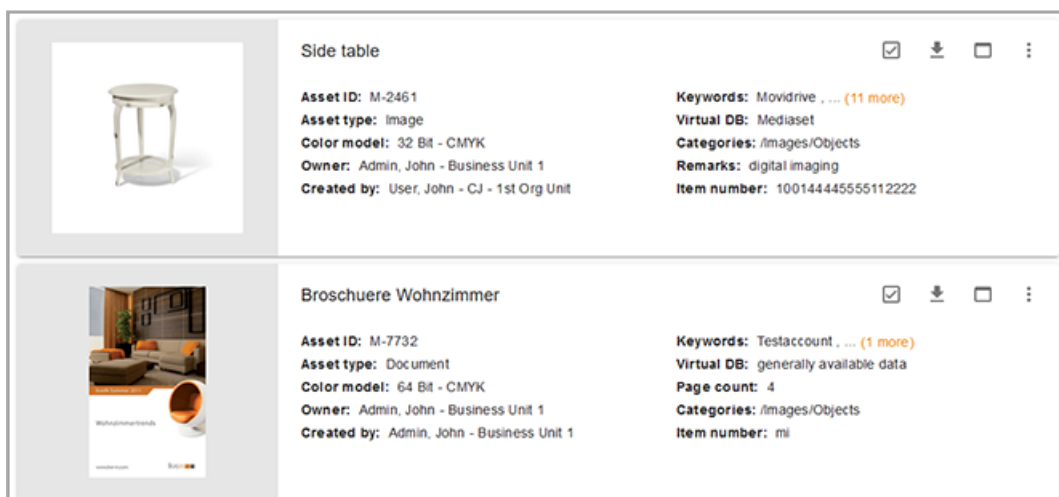 Side table
Asset ID: M-2461
Asset type: Image
Color model: 32 Bit - CMYK
Owner: Admin, John - Business Unit 1
Created by: User, John - CJ - 1st Org Unit
Keywords: Movidrive , ... (11 more)
Virtual DB: Mediaset
Categories: /Images/Objects
Remarks: digital imaging
Item number: 100144445555112222
Broschuere Wohnzimmer
Asset ID: M-7732
Asset type: Document
Color model: 64 Bit - CMYK
Owner: Admin, John - Business Unit 1
Created by: Admin, John - Business Unit 1
Keywords: Testaccount , ... (1 more)
Virtual DB: generally available data
Page count: 4
Categories: /Images/Objects
Item number: mi
Wohnzimmertrends